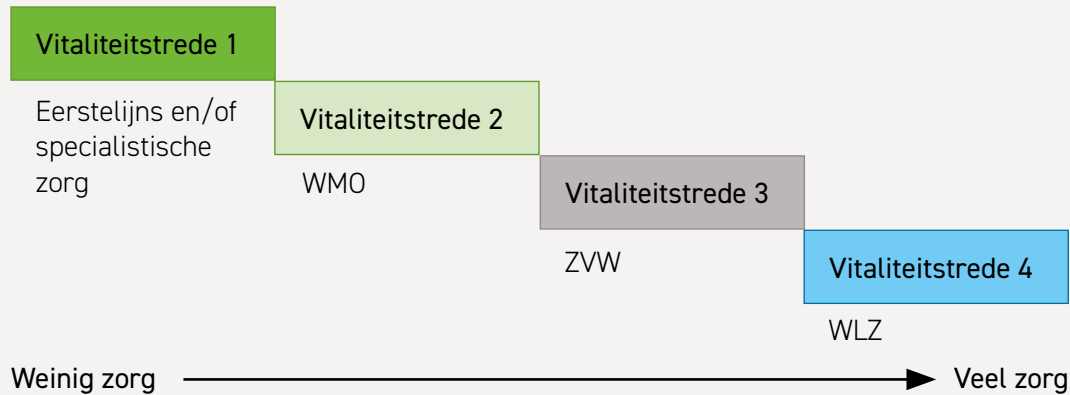 Vitaliteitstrede 1
Eerstelijns en/of
specialistische
zorg
Vitaliteitstrede 2
WMO
Vitaliteitstrede 3
ZVW
Vitaliteitstrede 4
WLZ
Weinig zorg
Veel zorg